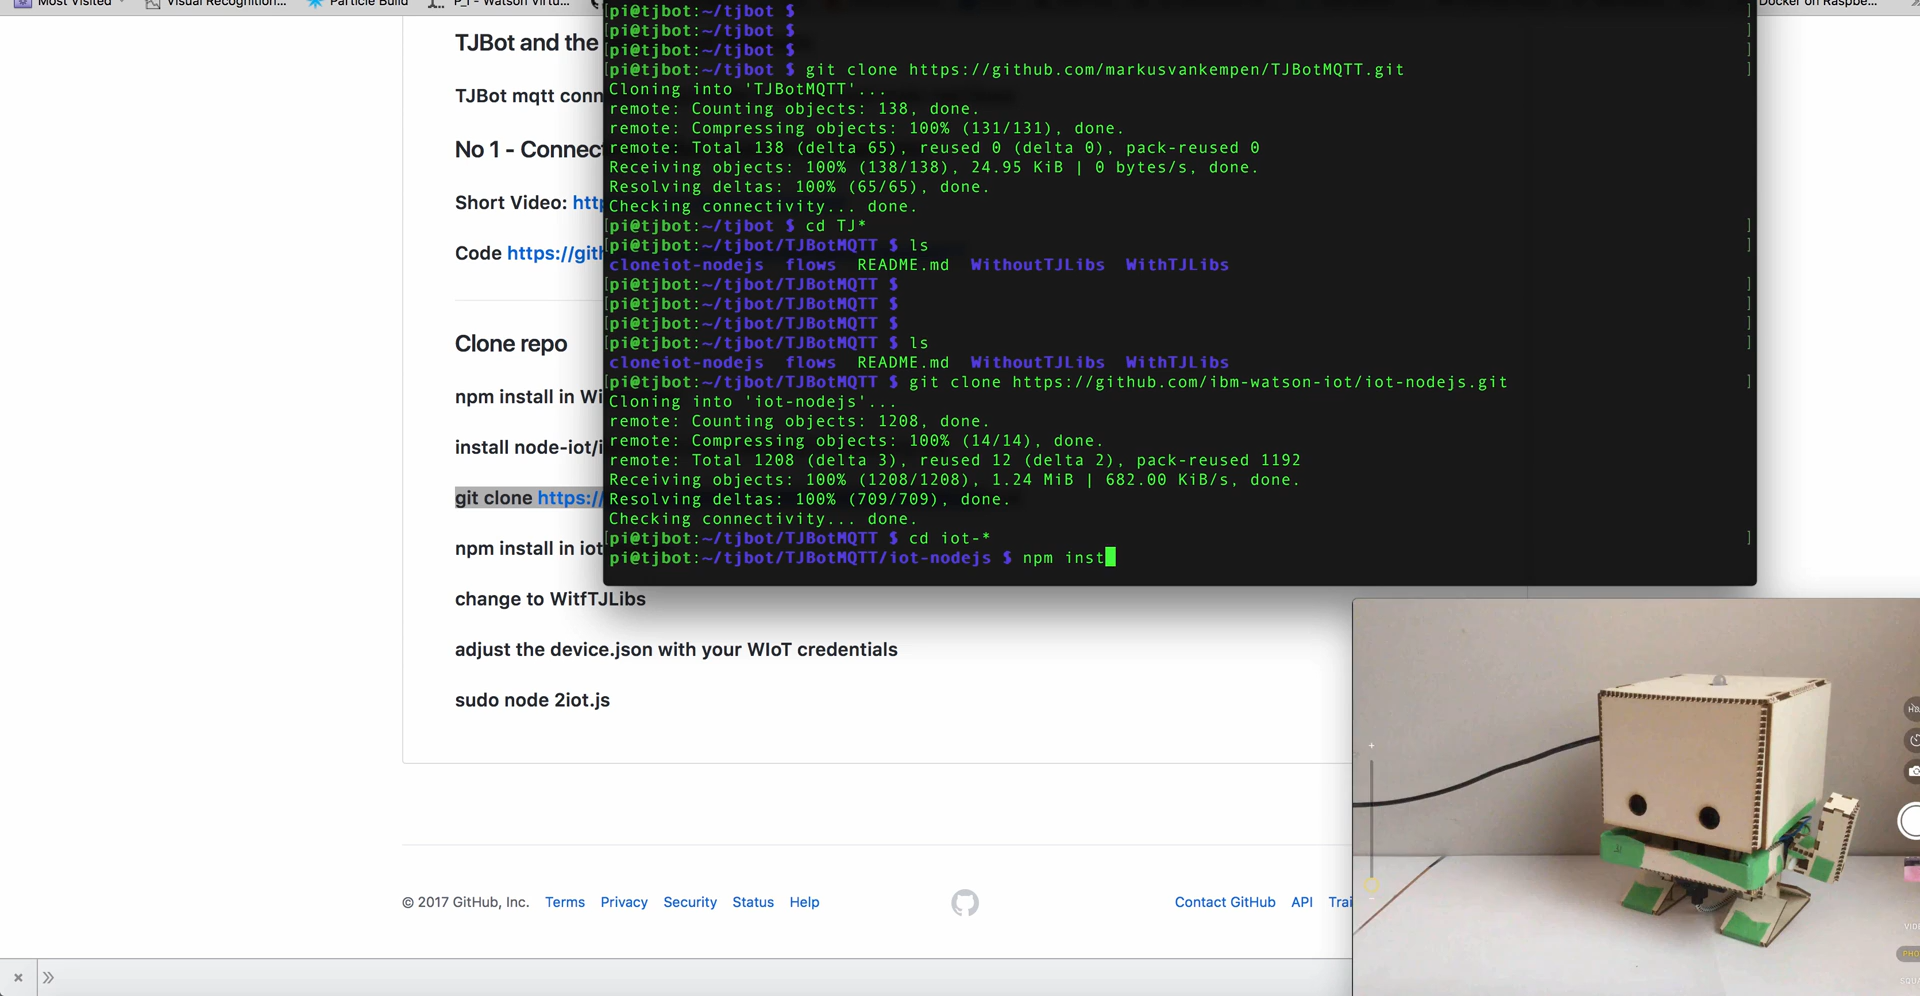 Most Visited
Visual Recognition...
Particle Build
P_I - Watson Virtu...
Docker on Raspbe...
TJBot and the
TJBot mqtt conn
No 1 - Connec
Short Video: http
Code https://gith
Clone repo
npm install in Wi
install node-iot/i
git clone https://
npm install in iot
change to WitfTJLibs
adjust the device.json with your WIoT credentials
sudo node 2iot.js
[pi@tjbot:~/tjbot $ ]
[pi@tjbot:~/tjbot $ ]
[pi@tjbot:~/tjbot $ ]
[pi@tjbot:~/tjbot $ git clone https://github.com/markusvankempen/TJBotMQTT.git ]
Cloning into 'TJBotMQTT'...
remote: Counting objects: 138, done.
remote: Compressing objects: 100% (131/131), done.
remote: Total 138 (delta 65), reused 0 (delta 0), pack-reused 0
Receiving objects: 100% (138/138), 24.95 KiB | 0 bytes/s, done.
Resolving deltas: 100% (65/65), done.
Checking connectivity... done.
[pi@tjbot:~/tjbot $ cd TJ* ]
[pi@tjbot:~/tjbot/TJBotMQTT $ ls ]
cloneiot-nodejs flows README.md WithoutTJLibs WithTJLibs
[pi@tjbot:~/tjbot/TJBotMQTT $ ]
[pi@tjbot:~/tjbot/TJBotMQTT $ ]
[pi@tjbot:~/tjbot/TJBotMQTT $ ]
[pi@tjbot:~/tjbot/TJBotMQTT $ ls ]
cloneiot-nodejs flows README.md WithoutTJLibs WithTJLibs
[pi@tjbot:~/tjbot/TJBotMQTT $ git clone https://github.com/ibm-watson-iot/iot-nodejs.git ]
Cloning into 'iot-nodejs'...
remote: Counting objects: 1208, done.
remote: Compressing objects: 100% (14/14), done.
remote: Total 1208 (delta 3), reused 12 (delta 2), pack-reused 1192
Receiving objects: 100% (1208/1208), 1.24 MiB | 682.00 KiB/s, done.
Resolving deltas: 100% (709/709), done.
Checking connectivity... done.
[pi@tjbot:~/tjbot/TJBotMQTT $ cd iot-* ]
pi@tjbot:~/tjbot/TJBotMQTT/iot-nodejs $ npm inst
© 2017 GitHub, Inc. Terms Privacy Security Status Help
Contact GitHub API Trai
VID
PHO
SQU